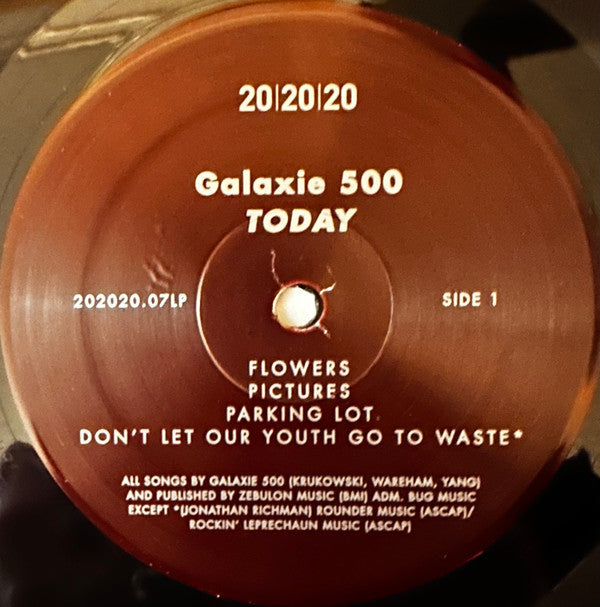 20|20|20
Galaxie 500
TODAY
202020.07LP
SIDE 1
FLOWERS
PICTURES
PARKING LOT
DON'T LET OUR YOUTH GO TO WASTE*
ALL SONGS BY GALAXIE 500 (KRUKOWSKI, WAREHAM, YANG)
AND PUBLISHED BY ZEBULON MUSIC (BMI) ADM. BUG MUSIC
EXCEPT *(JONATHAN RICHMAN) ROUNDER MUSIC (ASCAP)/
ROCKIN' LEPRECHAUN MUSIC (ASCAP)